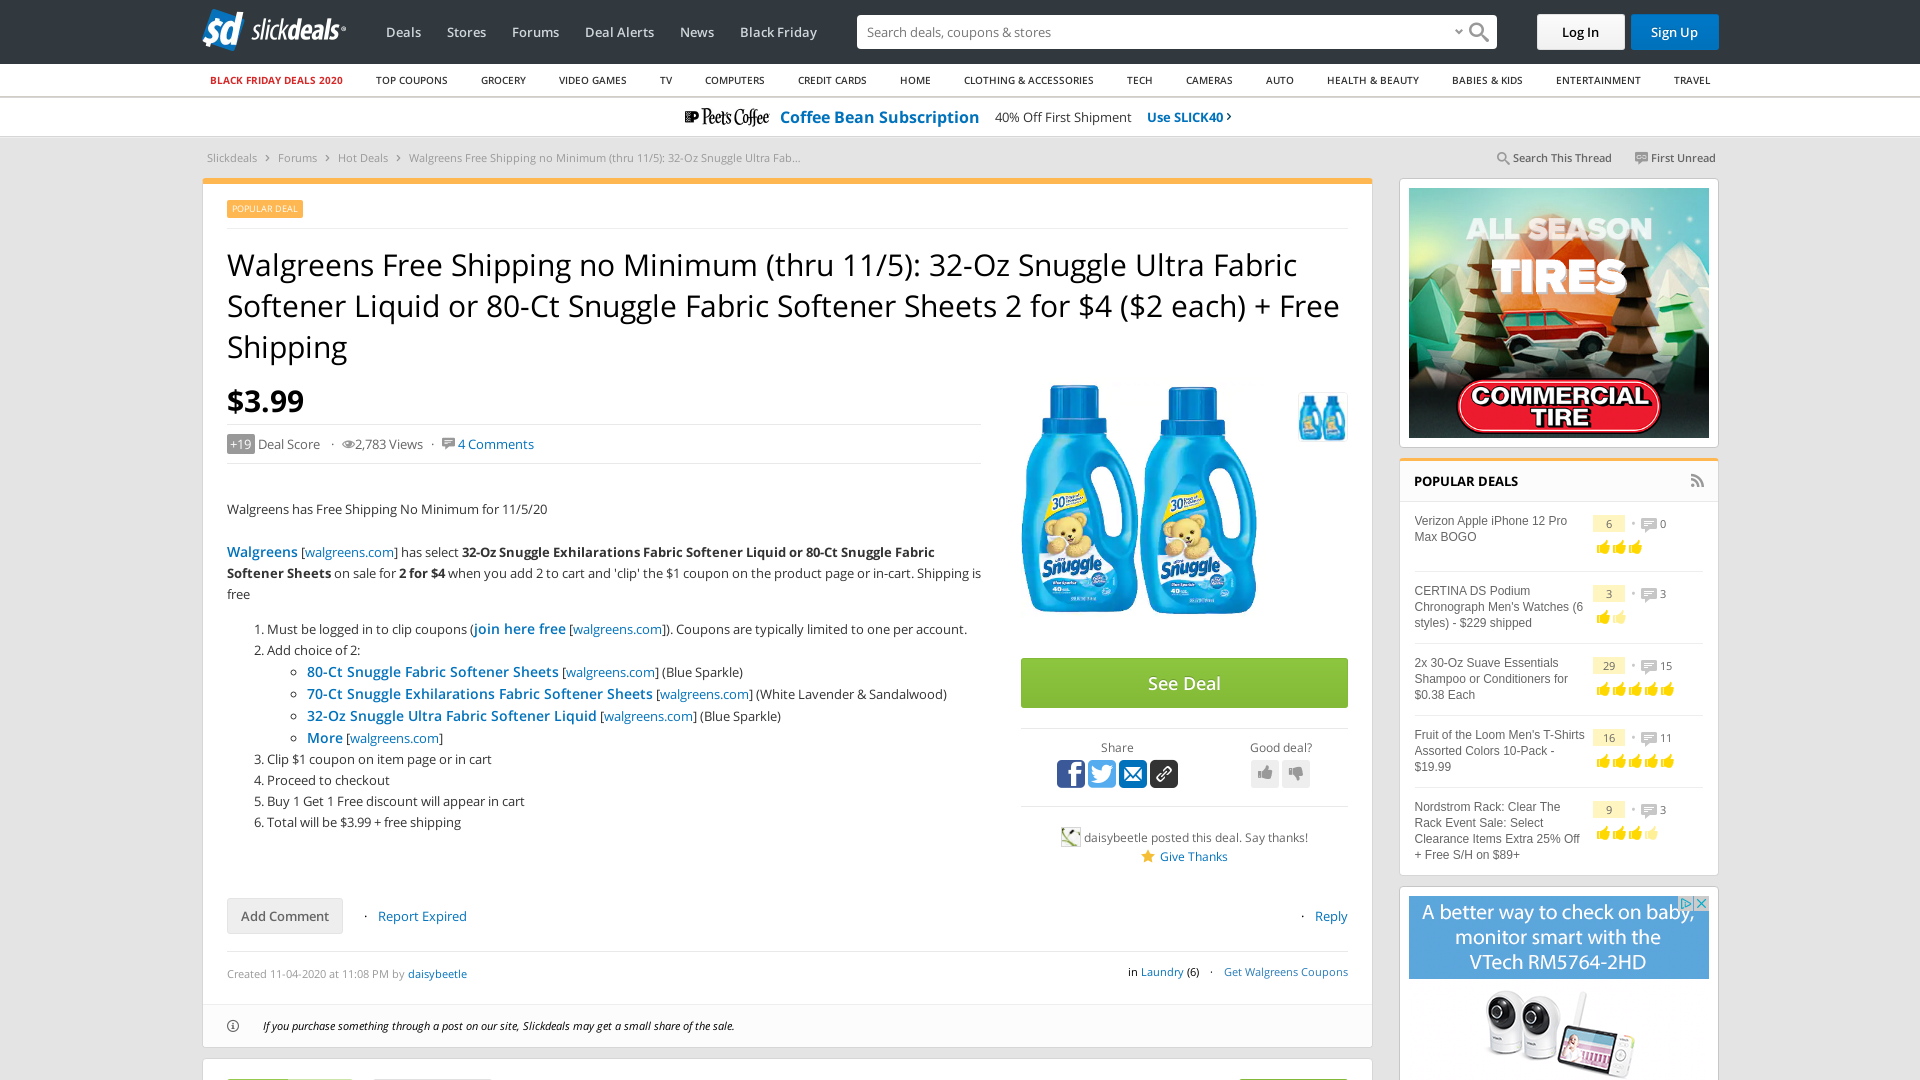 sd slickdeals
Deals Stores Forums Deal Alerts News Black Friday
Search deals, coupons & shops
Log In Sign Up
BLACK FRIDAY DEALS 2020 TOP COUPONS GROCERY VIDEO GAMES TV COMPUTERS CREDIT CARDS HOME CLOTHING & ACCESSORIES TECH CAMERAS AUTO HEALTH & BEAUTY BABIES & KIDS ENTERTAINMENT TRAVEL
Peet's Coffee Coffee Bean Subscription 40% Off First Shipment Use SLICK40
Slickdeals Forums Hot Deals Walgreens Free Shipping no Minimum (thru 11/5): 32-Oz Snuggle Ultra Fab...
Search This Thread First Unread
POPULAR DEAL
Walgreens Free Shipping no Minimum (thru 11/5): 32-Oz Snuggle Ultra Fabric
Softener Liquid or 80-Ct Snuggle Fabric Softener Sheets 2 for $4 ($2 each) + Free
Shipping
$3.99
+19 Deal Score · 2,783 Views · 4 Comments
Walgreens has Free Shipping No Minimum for 11/5/20
Walgreens [walgreens.com] has select 32-Oz Snuggle Exhilarations Fabric Softener Liquid or 80-Ct Snuggle Fabric
Softener Sheets on sale for 2 for $4 when you add 2 to cart and 'clip' the $1 coupon on the product page or in-cart. Shipping is
free
1. Must be logged in to clip coupons (join here free [walgreens.com]). Coupons are typically limited to one per account.
2. Add choice of 2:
80-Ct Snuggle Fabric Softener Sheets [walgreens.com] (Blue Sparkle)
70-Ct Snuggle Exhilarations Fabric Softener Sheets [walgreens.com] (White Lavender & Sandalwood)
32-Oz Snuggle Ultra Fabric Softener Liquid [walgreens.com] (Blue Sparkle)
More [walgreens.com]
3. Clip $1 coupon on item page or in cart
4. Proceed to checkout
5. Buy 1 Get 1 Free discount will appear in cart
6. Total will be $3.99 + free shipping
30 30
Snuggle Snuggle
40 40
See Deal
Share Good deal?
daisybeetle posted this deal. Say thanks!
Give Thanks
Add Comment · Report Expired
· Reply
Created 11-04-2020 at 11:08 PM by daisybeetle
in Laundry (6) · Get Walgreens Coupons
If you purchase something through a post on our site, Slickdeals may get a small share of the sale.
ALL SEASON
TIRES
COMMERCIAL
TIRE
POPULAR DEALS
Verizon Apple iPhone 12 Pro
Max BOGO
6 • 0
CERTINA DS Podium
Chronograph Men's Watches (6
styles) - $229 shipped
3 • 3
2x 30-Oz Suave Essentials
Shampoo or Conditioners for
$0.38 Each
29 • 15
Fruit of the Loom Men's T-Shirts
Assorted Colors 10-Pack -
$19.99
16 • 11
Nordstrom Rack: Clear The
Rack Event Sale: Select
Clearance Items Extra 25% Off
+ Free S/H on $89+
9 • 3
A better way to check on baby,
monitor smart with the
VTech RM5764-2HD